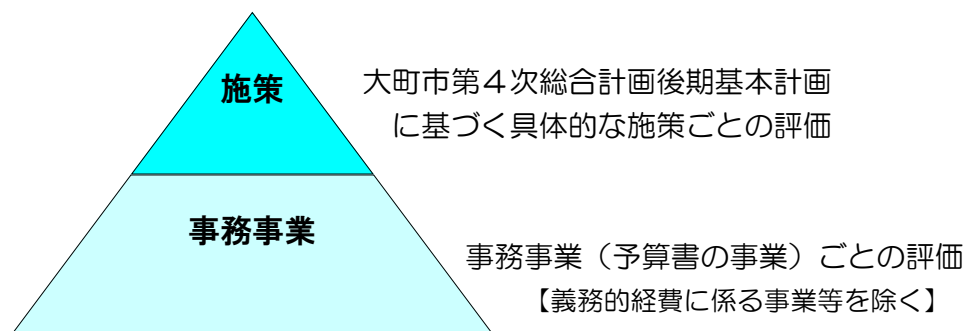 施策
大町市第４次総合計画後期基本計画
に基づく具体的な施策ごとの評価
事務事業
事務事業（予算書の事業）ごとの評価
【義務的経費に係る事業等を除く】